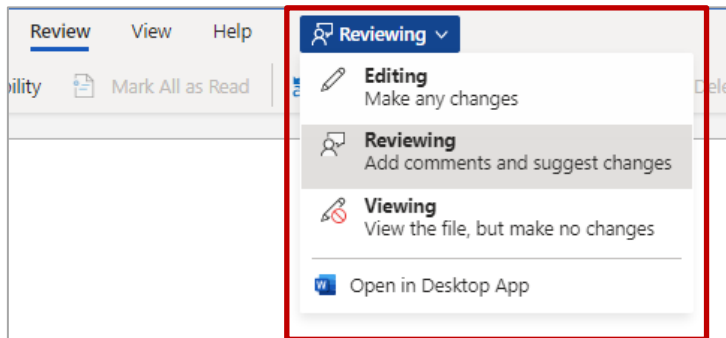 Review View Help Reviewing
Mark All as Read
Editing
Make any changes
Reviewing
Add comments and suggest changes
Viewing
View the file, but make no changes
Open in Desktop App